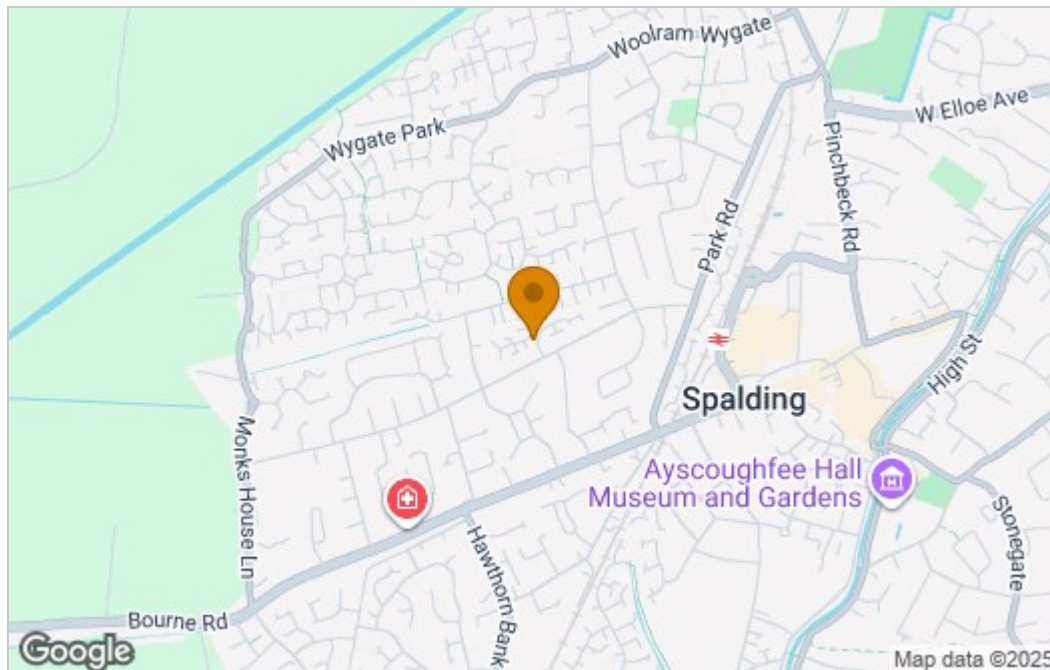 Woolram Wygate
W Elloe Ave
Wygate Park
Pinchbeck Rd
Park Rd
High St
Spalding
Monks House Ln
Ayscoughfee Hall
Museum and Gardens
Stonegate
Hawthorn Bank
Bourne Rd
Google
Map data ©2025